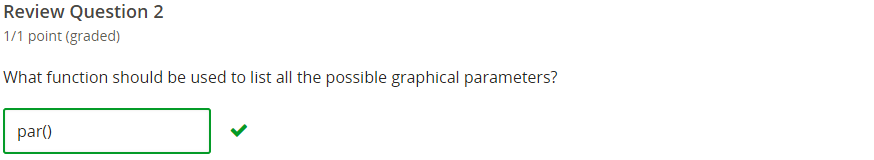 Review Question 2
1/1 point (graded)
What function should be used to list all the possible graphical parameters?
par()